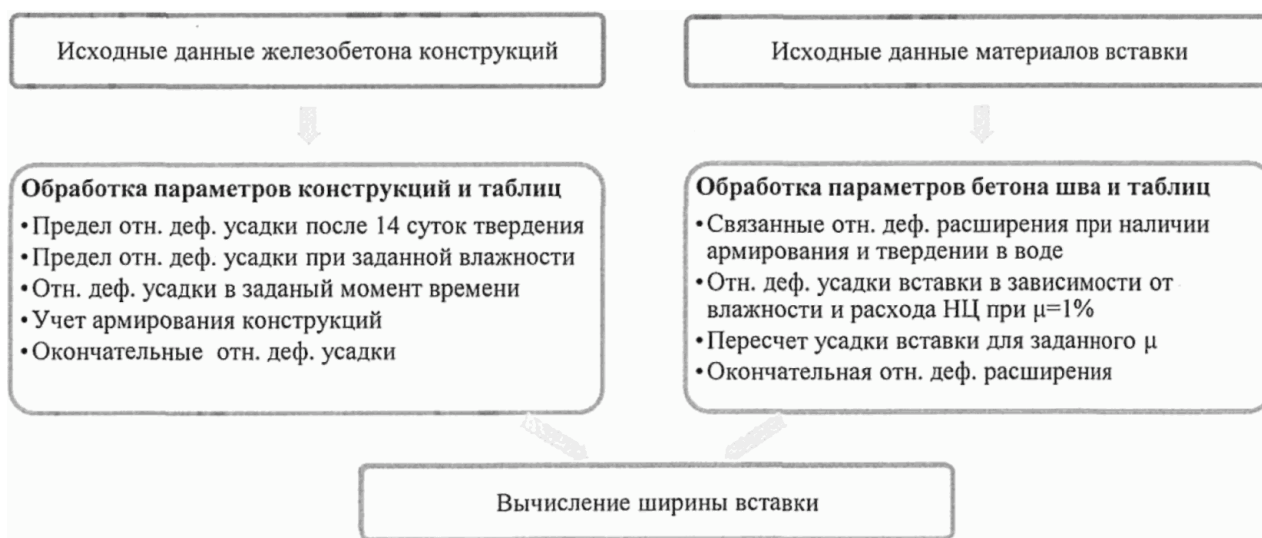 Исходные данные железобетона конструкций
Исходные данные материалов вставки
Обработка параметров конструкций и таблиц
•Предел отн. деф. усадки после 14 суток твердения
•Предел отн. деф. усадки при заданной влажности
•Отн. деф. усадки в заданый момент времени
•Учет армирования конструкций
•Окончательные отн. деф. усадки
Обработка параметров бетона шва и таблиц
•Связанные отн. деф. расширения при наличии
армирования и твердении в воде
•Отн. деф. усадки вставки в зависимости от
влажности и расхода НЦ при μ=1%
•Пересчет усадки вставки для заданного μ
•Окончательная отн. деф. расширения
Вычисление ширины вставки